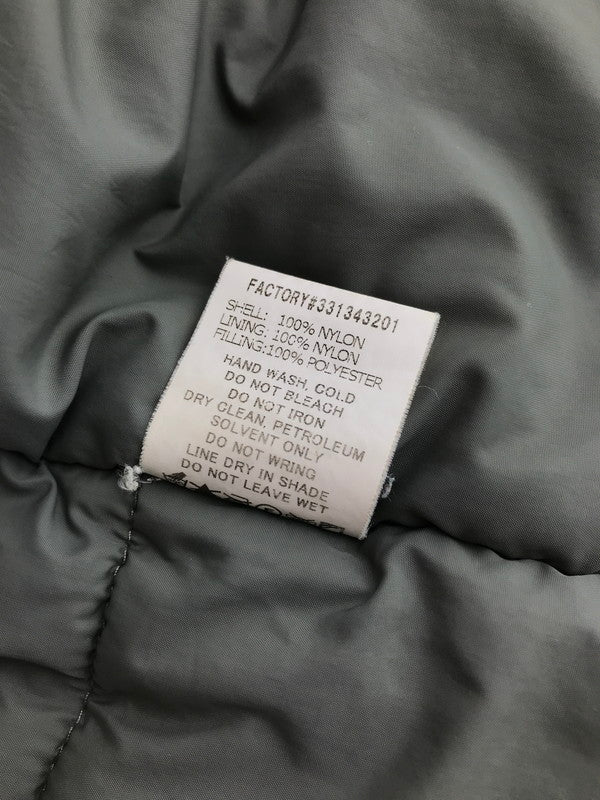 FACTORY#331343201
SHELL: 100% NYLON
LINING: 100% NYLON
FILLING:100% POLYESTER
HAND WASH, COLD
DO NOT BLEACH
DO NOT IRON
DRY CLEAN, PETROLEUM
SOLVENT ONLY
DO NOT WRING
LINE DRY IN SHADE
DO NOT LEAVE WET